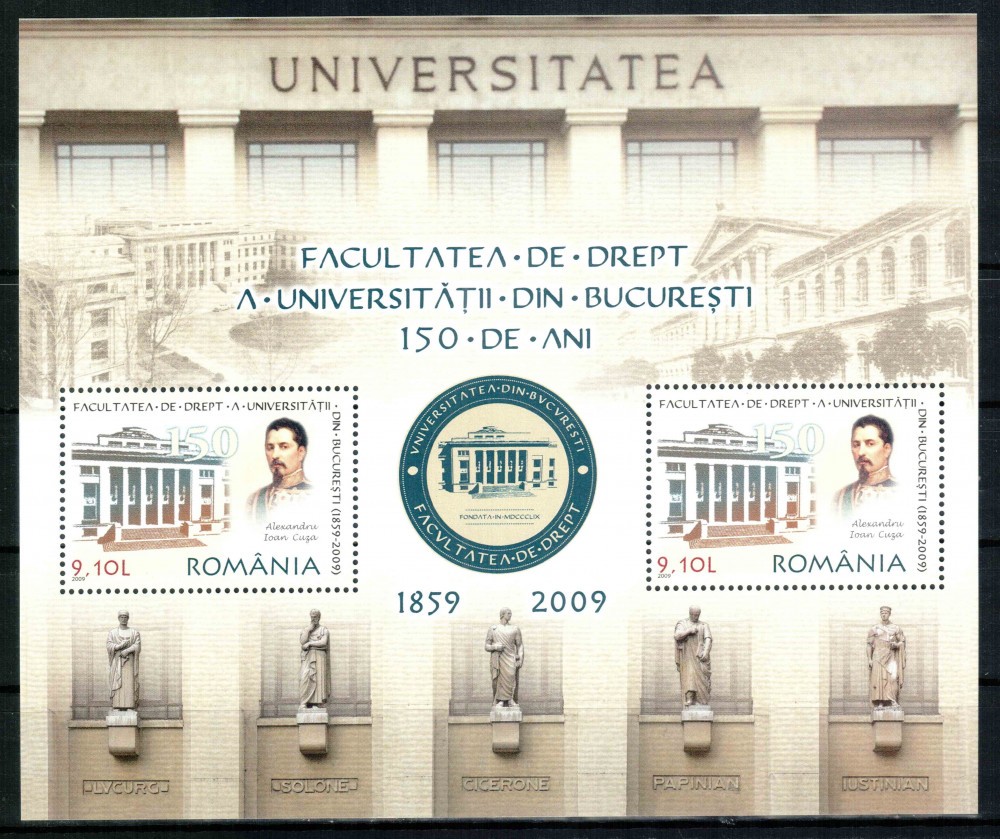 UNIVERSITATEA
FACULTATEA·DE·DREPT
A·UNIVERSITĂȚII·DIN·BUCUREȘTI
150·DE·ANI
FACULTATEA·DE·DREPT·A·UNIVERSITĂȚII·
DIN·BUCUREȘTI (1859-2009)
150
Alexandru
Ioan Cuza
9,10L ROMÂNIA
2009
·VNIVERSITATEA·DIN·BVCVRESTI·
FONDATA·IN·MDCCCLIX
FACVLTATEA·DE·DREPT
1859 2009
FACULTATEA·DE·DREPT·A·UNIVERSITĂȚII·
DIN·BUCUREȘTI (1859-2009)
150
Alexandru
Ioan Cuza
9,10L ROMÂNIA
2009
·LVCURG· ·SOLONE· CICERONE PAPINIAN IUSTINIAN